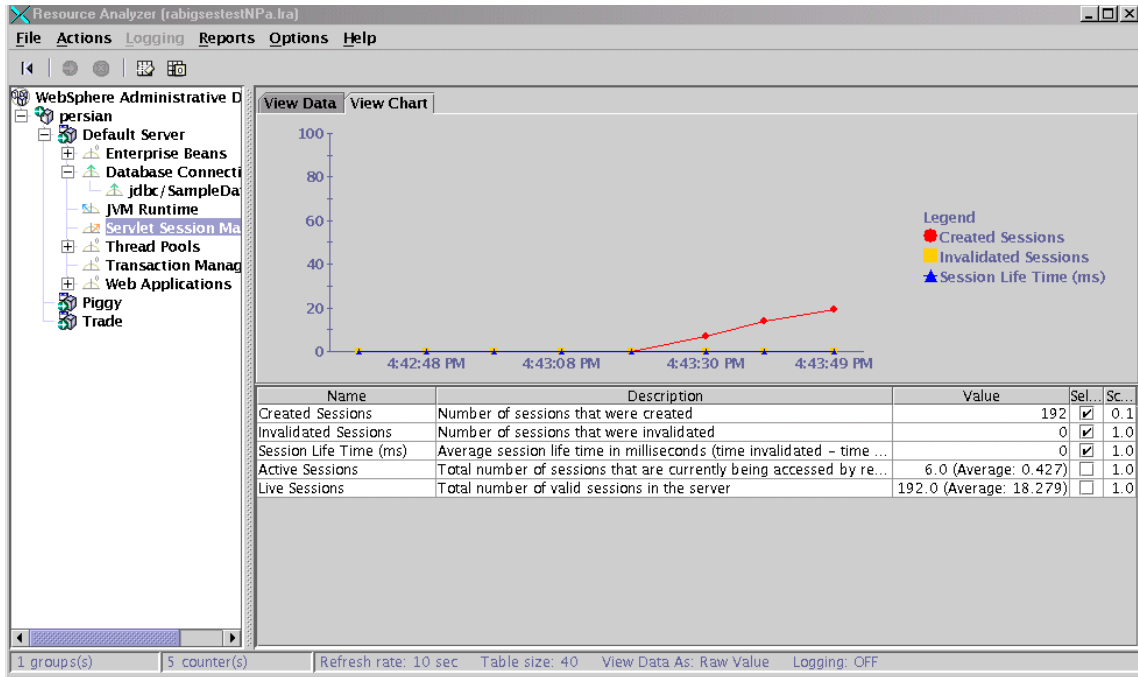 Resource Analyzer (rabigsestestNPa.lra)
File Actions Logging Reports Options Help
WebSphere Administrative D
persian
Default Server
Enterprise Beans
Database Connecti
jdbc/SampleDa
JVM Runtime
Servlet Session Ma
Thread Pools
Transaction Manag
Web Applications
Piggy
Trade
View Data View Chart
100
80
60
40
20
0
4:42:48 PM 4:43:08 PM 4:43:30 PM 4:43:49 PM
Legend
Created Sessions
Invalidated Sessions
Session Life Time (ms)
Name Description Value Sel... Sc...
Created Sessions Number of sessions that were created 192 0.1
Invalidated Sessions Number of sessions that were invalidated 0 1.0
Session Life Time (ms) Average session life time in milliseconds (time invalidated – time ... 0 1.0
Active Sessions Total number of sessions that are currently being accessed by re... 6.0 (Average: 0.427) 1.0
Live Sessions Total number of valid sessions in the server 192.0 (Average: 18.279) 1.0
1 groups(s) 5 counter(s) Refresh rate: 10 sec Table size: 40 View Data As: Raw Value Logging: OFF